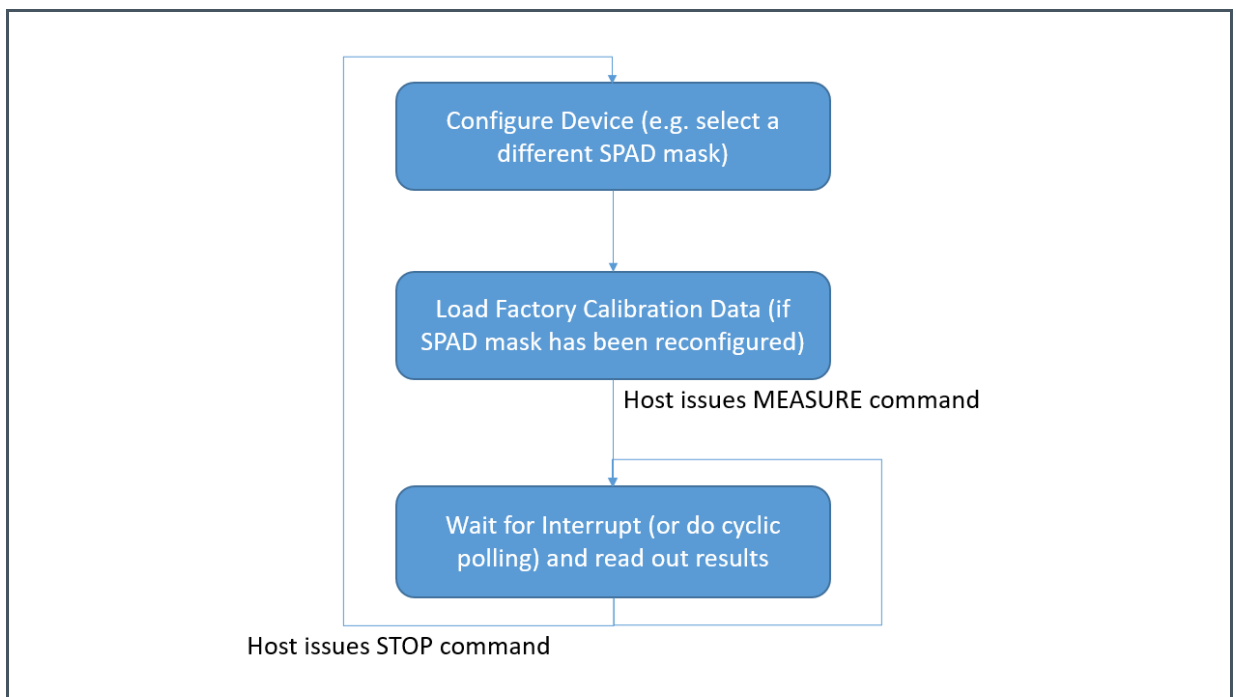 Configure Device (e.g. select a
different SPAD mask)
Load Factory Calibration Data (if
SPAD mask has been reconfigured)
Host issues MEASURE command
Wait for Interrupt (or do cyclic
polling) and read out results
Host issues STOP command